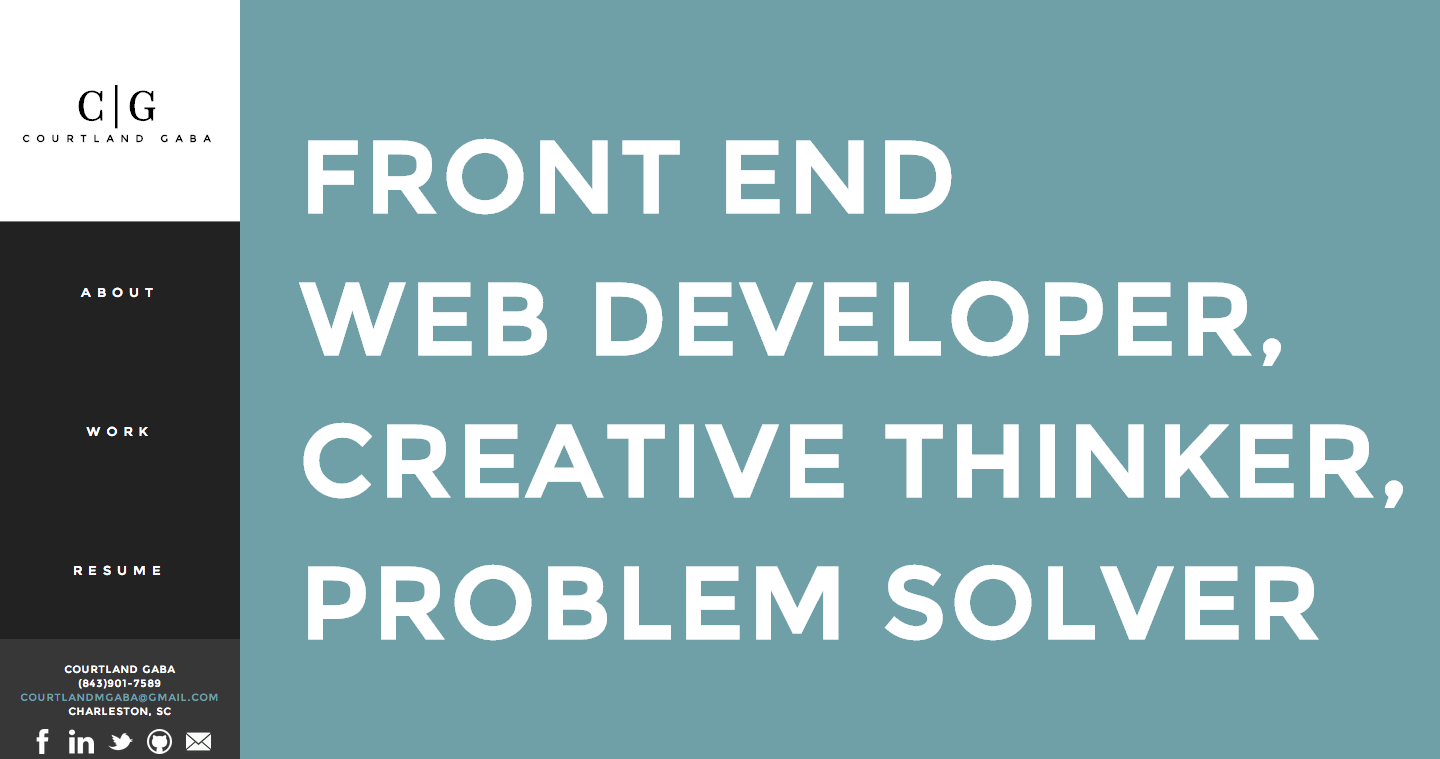 C|G
COURTLAND GABA
ABOUT
WORK
RESUME
COURTLAND GABA
(843)901-7589
COURTLANDMGABA@GMAIL.COM
CHARLESTON, SC
FRONT END
WEB DEVELOPER,
CREATIVE THINKER,
PROBLEM SOLVER